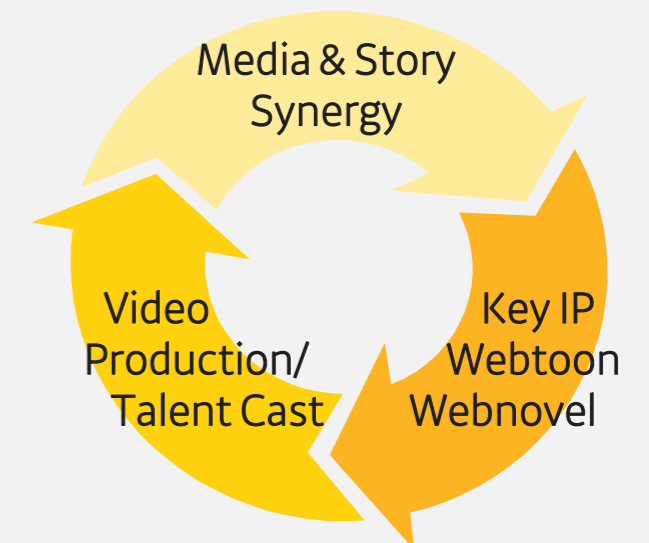 Media & Story
Synergy
Key IP
Webtoon
Webnovel
Video
Production/
Talent Cast